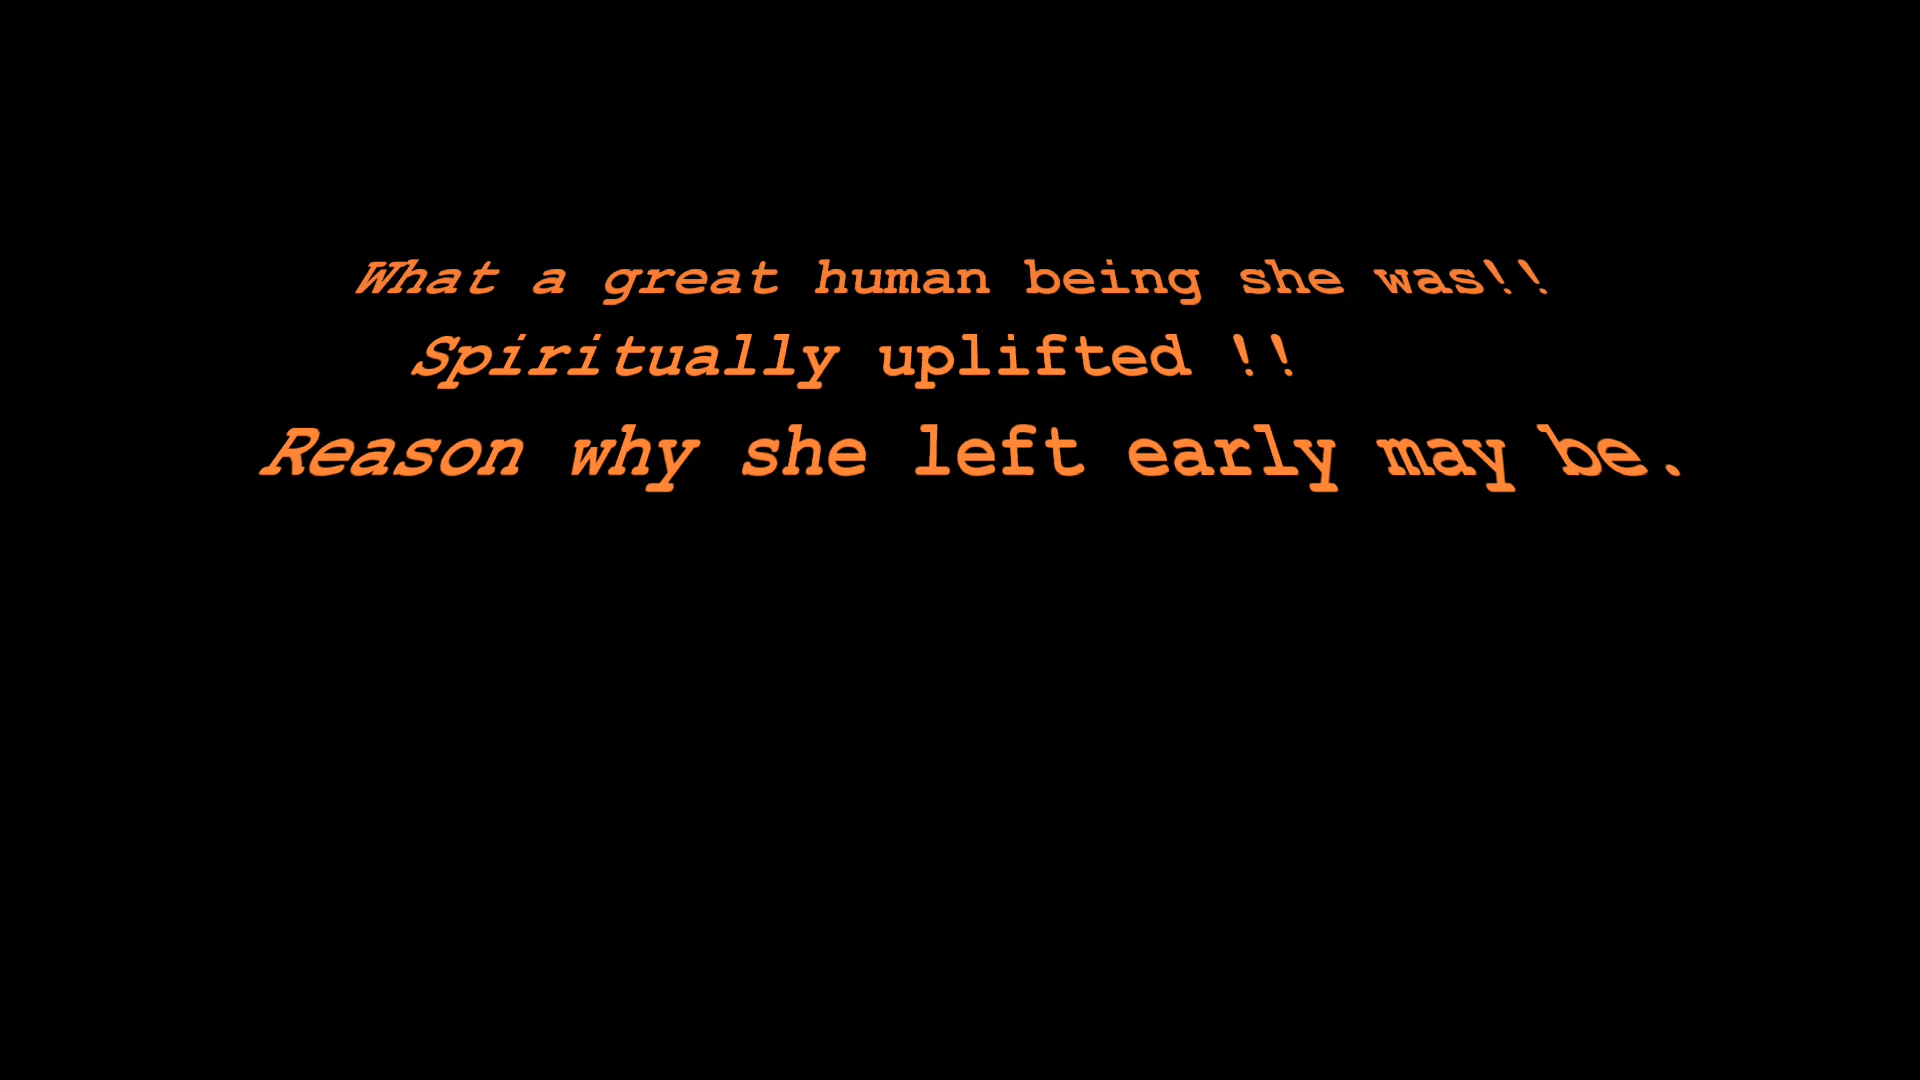 What a great human being she was!!
Spiritually uplifted !!
Reason why she left early may be.